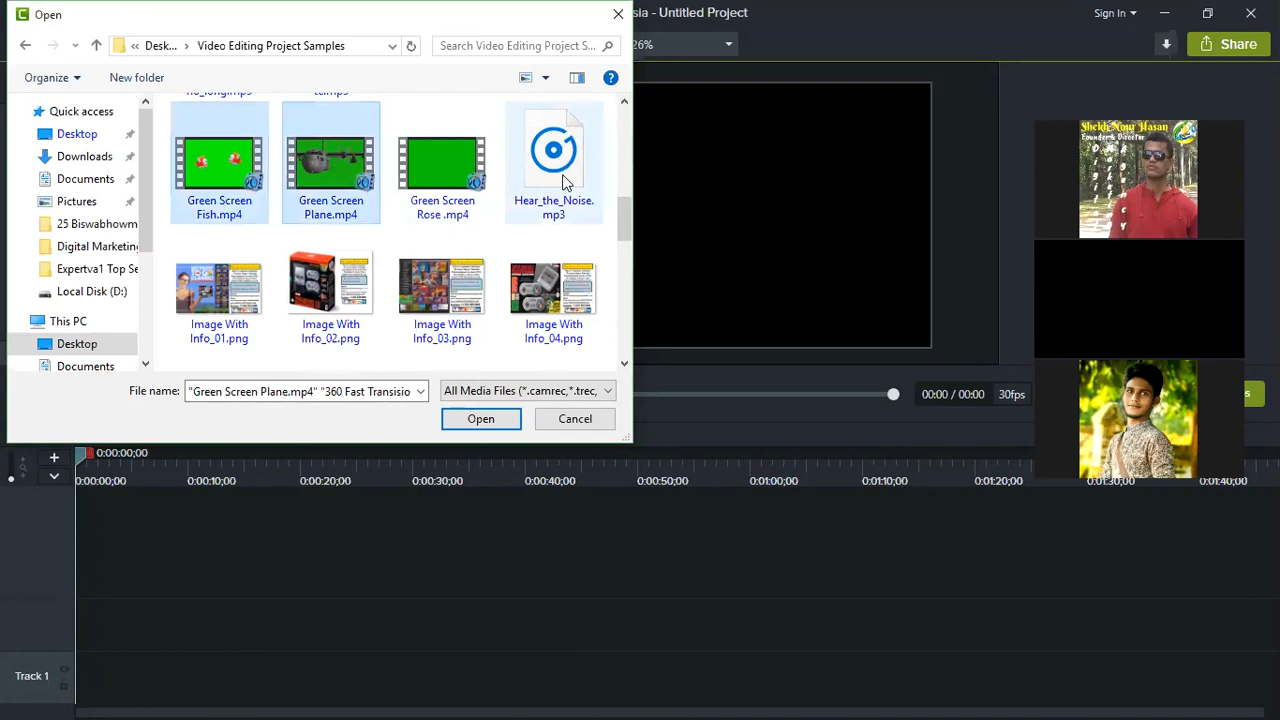 Open
sia - Untitled Project
Sign In
Desk...
Video Editing Project Samples
Search Video Editing Project S...
26%
Share
Organize
New folder
Quick access
Desktop
Downloads
Documents
Pictures
25 Biswabhowm
Digital Marketing
Expertva1 Top Se
Local Disk (D:)
This PC
Desktop
Documents
Green Screen
Fish.mp4
Green Screen
Plane.mp4
Green Screen
Rose .mp4
Hear_the_Noise.
mp3
Image With
Info_01.png
Image With
Info_02.png
Image With
Info_03.png
Image With
Info_04.png
File name:
"Green Screen Plane.mp4" "360 Fast Transisio
All Media Files (*.camrec,*.trec,
Open
Cancel
Shekh Nour Hasan
Founder & Director
00:00 / 00:00
30fps
s
0:00:00;00
0:00:00;00
0:00:10;00
0:00:20;00
0:00:30;00
0:00:40;00
0:00:50;00
0:01:00;00
0:01:10;00
0:01:20;00
0:01:30;00
0:01:40;00
Track 1